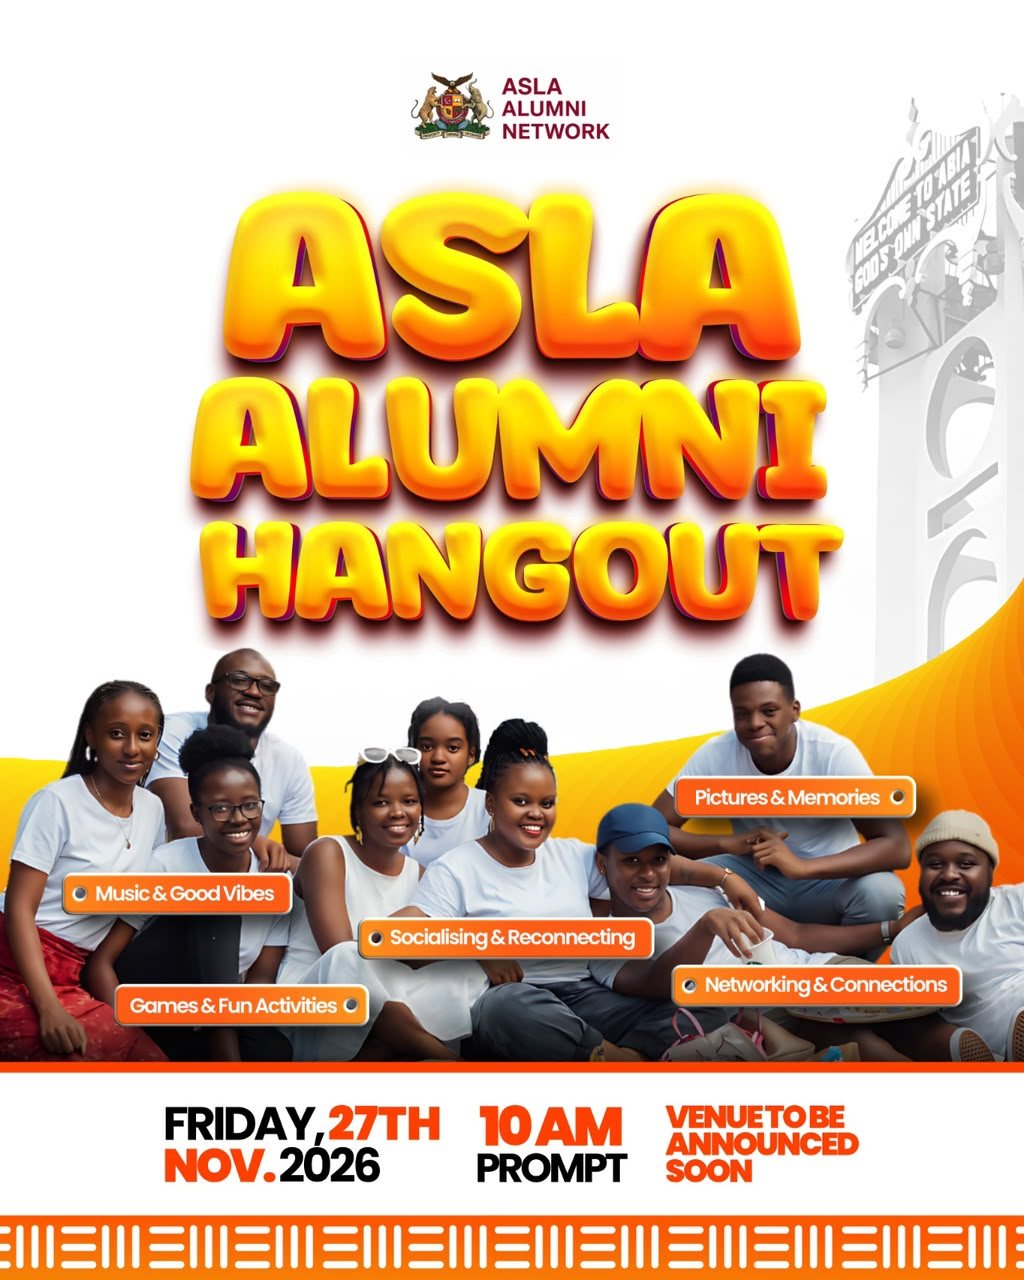 ASLA
ALUMNI
NETWORK
WELCOME TO ABIA
GOD'S OWN STATE
ASLA
ALUMNI
HANGOUT
Pictures & Memories
Music & Good Vibes
Socialising & Reconnecting
Networking & Connections
Games & Fun Activities
FRIDAY, 27TH
NOV. 2026
10 AM
PROMPT
VENUE TO BE
ANNOUNCED
SOON